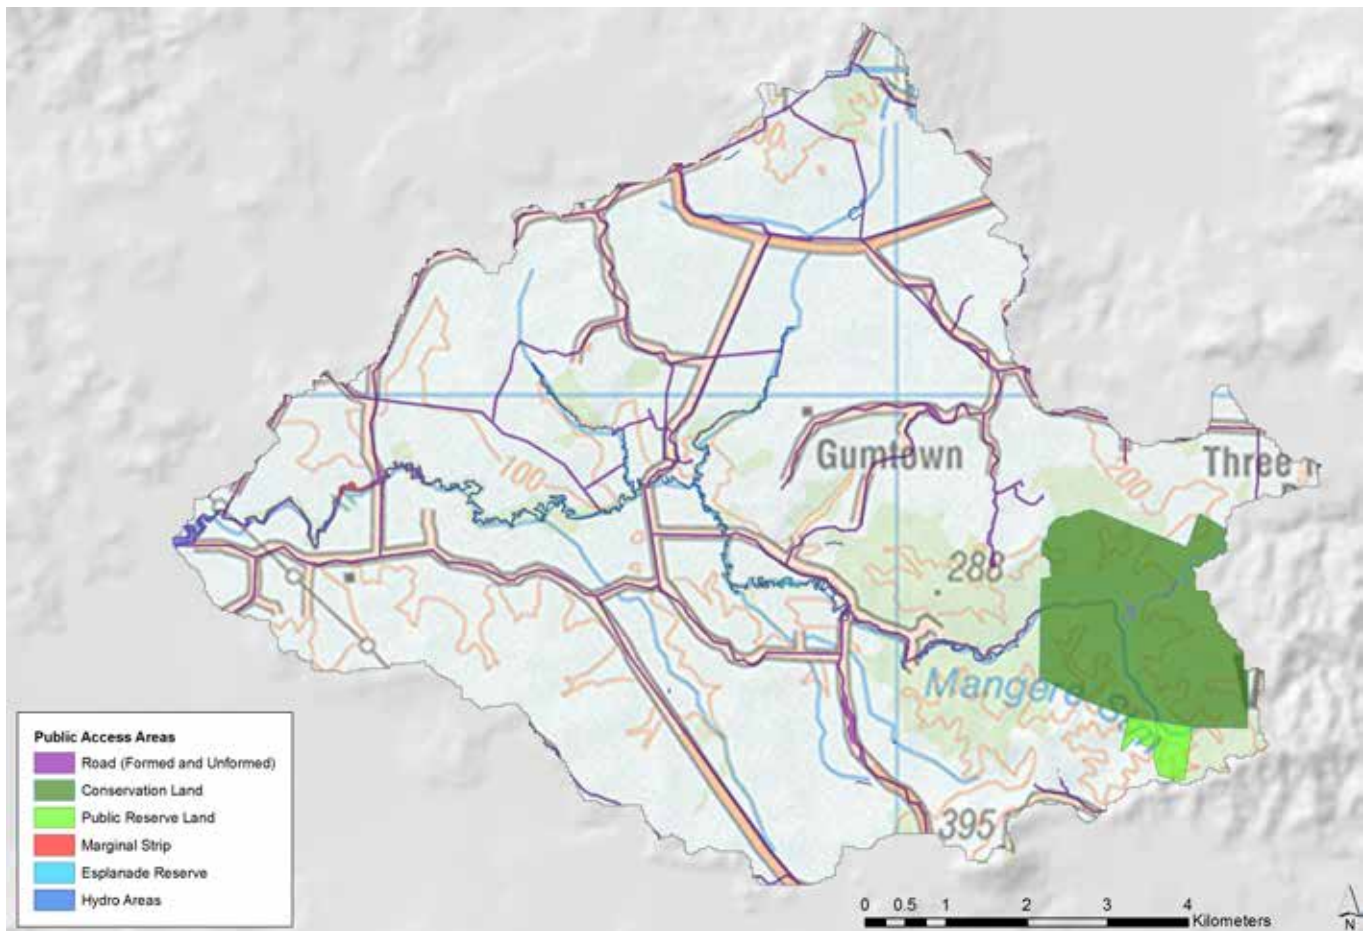 Gumtown
Three
100
200
288
Mangere
395
Public Access Areas
Road (Formed and Unformed)
Conservation Land
Public Reserve Land
Marginal Strip
Esplanade Reserve
Hydro Areas
0 0.5 1 2 3 4
Kilometers
N